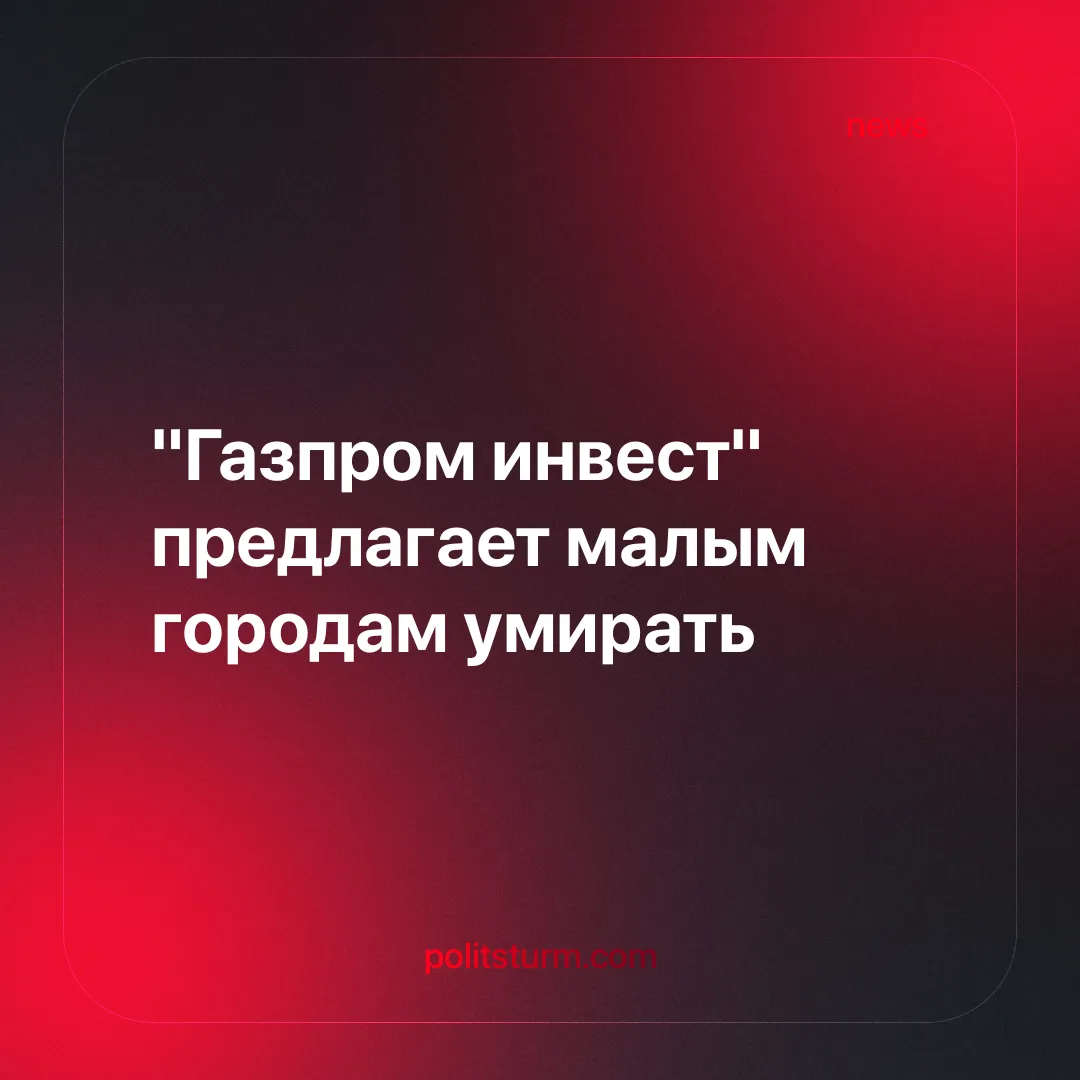 news
"Газпром инвест"
предлагает малым
городам умирать
politsturm.com